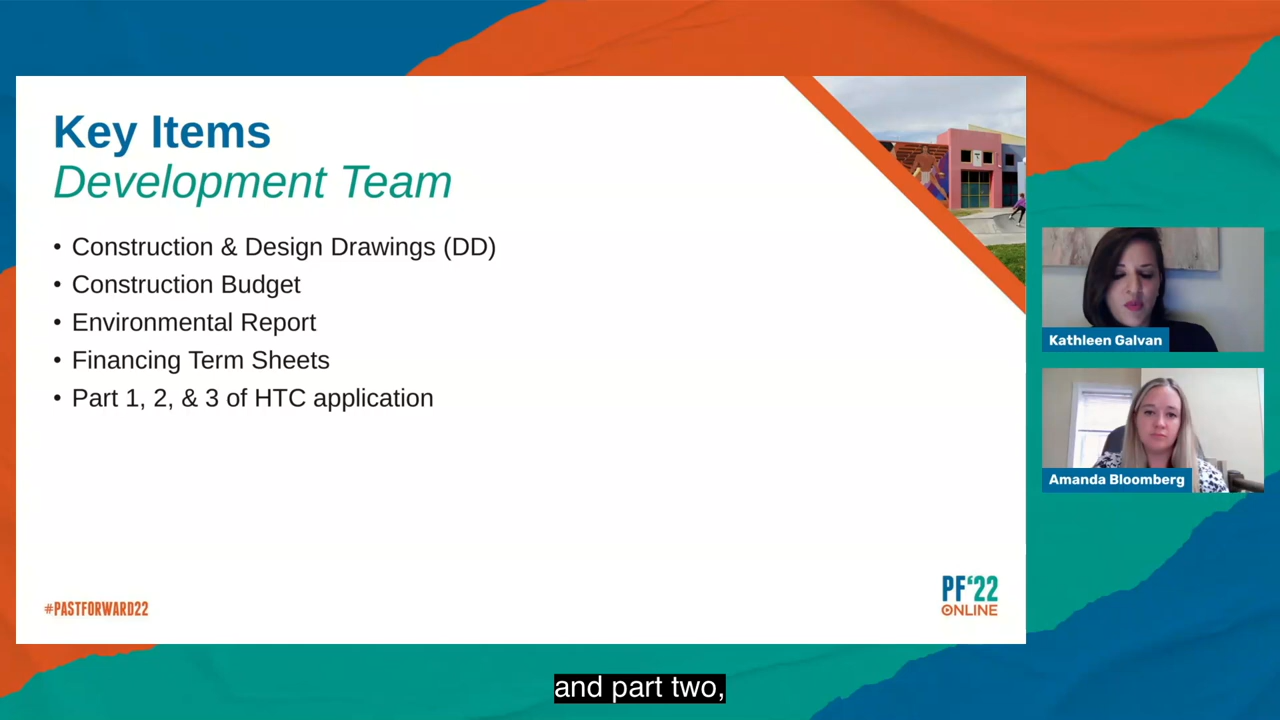 Key Items
Development Team
• Construction & Design Drawings (DD)
• Construction Budget
• Environmental Report
• Financing Term Sheets
• Part 1, 2, & 3 of HTC application
Kathleen Galvan
Amanda Bloomberg
#PASTFORWARD22
PF‘22
ONLINE
and part two,